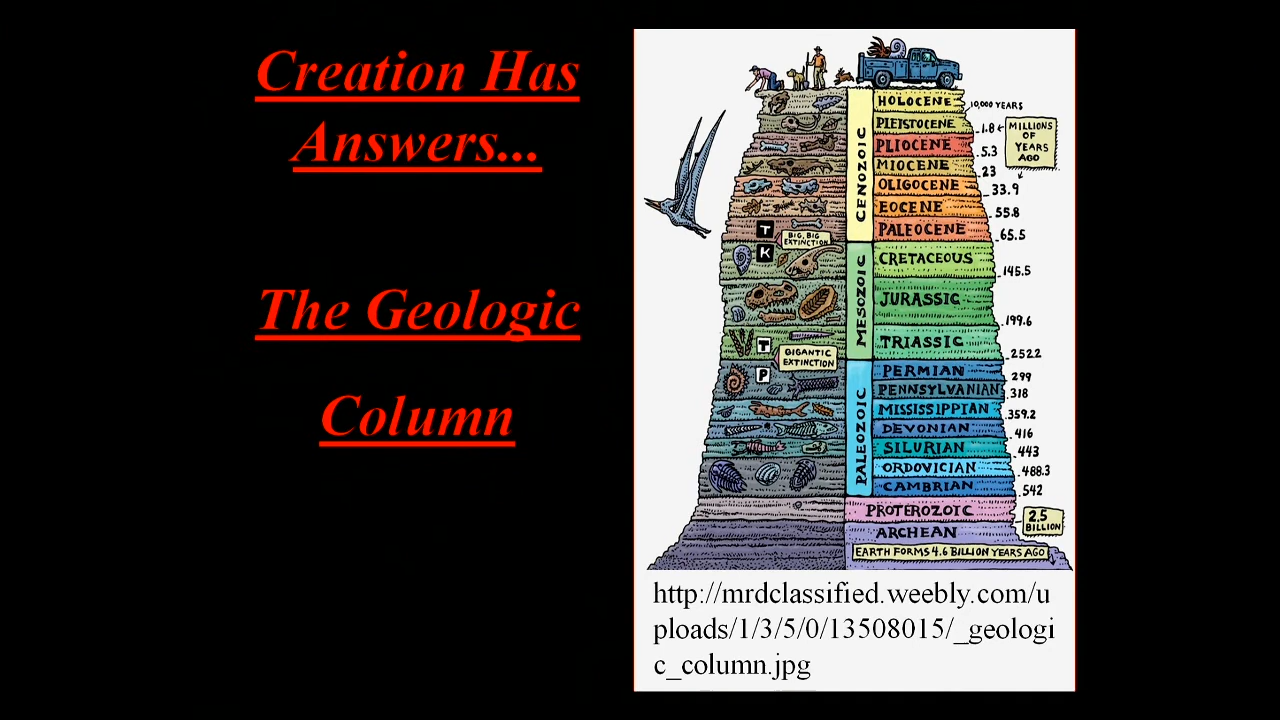 Creation Has
Answers...
The Geologic
Column
HOLOCENE
10,000 YEARS
PLEISTOCENE
1.8
MILLIONS
OF
YEARS
AGO
PLIOCENE
5.3
MIOCENE
23
OLIGOCENE
33.9
EOCENE
55.8
PALEOCENE
65.5
CENOZOIC
T
BIG, BIG
EXTINCTION
K
CRETACEOUS
145.5
JURASSIC
199.6
TRIASSIC
252.2
MESOZOIC
T
GIGANTIC
EXTINCTION
P
PERMIAN
299
PENNSYLVANIAN
318
MISSISSIPPIAN
359.2
DEVONIAN
416
SILURIAN
443
ORDOVICIAN
488.3
CAMBRIAN
542
PALEOZOIC
PROTEROZOIC
2.5
BILLION
ARCHEAN
EARTH FORMS 4.6 BILLION YEARS AGO
http://mrdclassified.weebly.com/u
ploads/1/3/5/0/13508015/_geologi
c_column.jpg